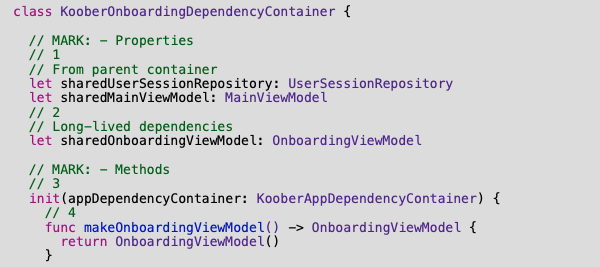 class KooberOnboardingDependencyContainer {
// MARK: - Properties
// 1
// From parent container
let sharedUserSessionRepository: UserSessionRepository
let sharedMainViewModel: MainViewModel
// 2
// Long-lived dependencies
let sharedOnboardingViewModel: OnboardingViewModel
// MARK: - Methods
// 3
init(appDependencyContainer: KooberAppDependencyContainer) {
// 4
func makeOnboardingViewModel() -> OnboardingViewModel {
return OnboardingViewModel()
}